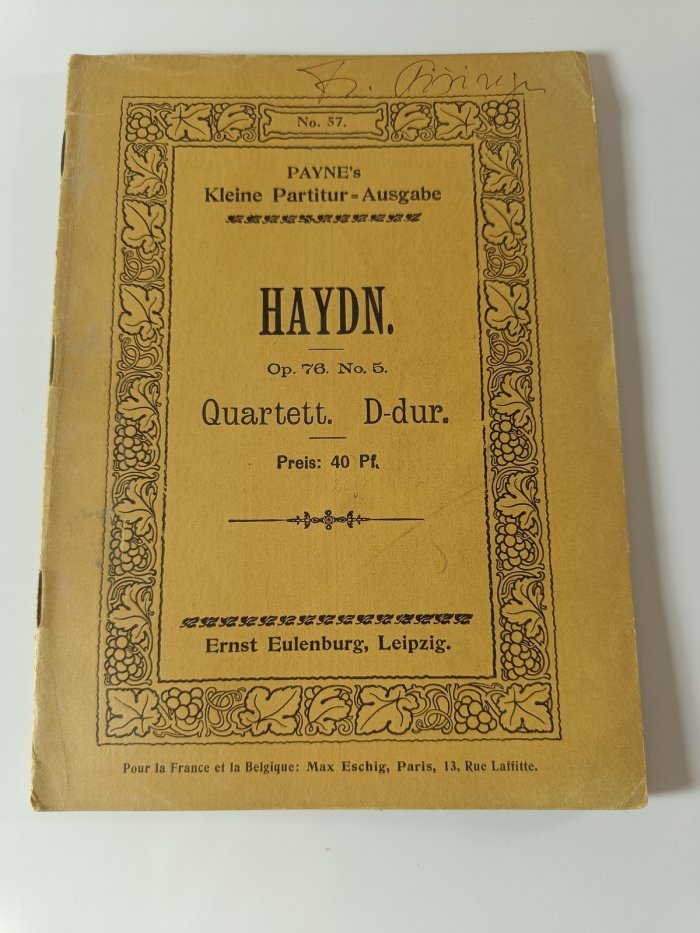 No. 57.
PAYNE's
Kleine Partitur-Ausgabe
HAYDN.
Op. 76. No. 5.
Quartett. D-dur.
Preis: 40 Pf.
Ernst Eulenburg, Leipzig.
Pour la France et la Belgique: Max Eschig, Paris, 13, Rue Laffitte.